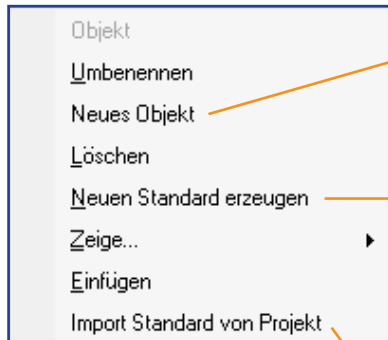 Objekt
Umbenennen
Neues Objekt
Löschen
Neuen Standard erzeugen
Zeige...
Einfügen
Import Standard von Projekt